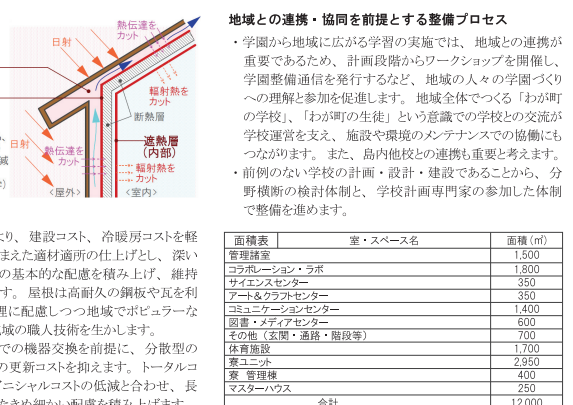 熱伝達を
カット
日射
輻射熱を
カット
断熱層
遮熱層
(内部)
日射
熱伝達を
カット
輻射熱を
カット
減
<屋外>
<室内>
より、建設コスト、冷暖房コストを軽
まえた適材適所の仕上げとし、深い
の基本的な配慮を積み上げ、維持
す。屋根は高耐久の鋼板や瓦を利
理に配慮しつつ地域でポピュラーな
域の職人技術を生かします。
での機器交換を前提に、分散型の
の更新コストを抑えます。トータルコ
ニシャルコストの低減と合わせ、長
きめ細かい配慮を積み上げます。
地域との連携・協同を前提とする整備プロセス
・学園から地域に広がる学習の実施では、地域との連携が
重要であるため、計画段階からワークショップを開催し、
学園整備通信を発行するなど、地域の人々の学園づくり
への理解と参加を促進します。地域全体でつくる「わが町
の学校」、「わが町の生徒」という意識での学校との交流が
学校運営を支え、施設や環境のメンテナンスでの協働にも
つながります。また、島内他校との連携も重要と考えます。
・前例のない学校の計画・設計・建設であることから、分
野横断の検討体制と、学校計画専門家の参加した体制
で整備を進めます。
面積表 室・スペース名 面積(㎡)
管理諸室 1,500
コラボレーション・ラボ 1,800
サイエンスセンター 350
アート&クラフトセンター 350
コミュニケーションセンター 1,400
図書・メディアセンター 600
その他(玄関・通路・階段等) 700
体育施設 1,700
寮ユニット 2,950
寮 管理棟 400
マスターハウス 250
合計 12,000